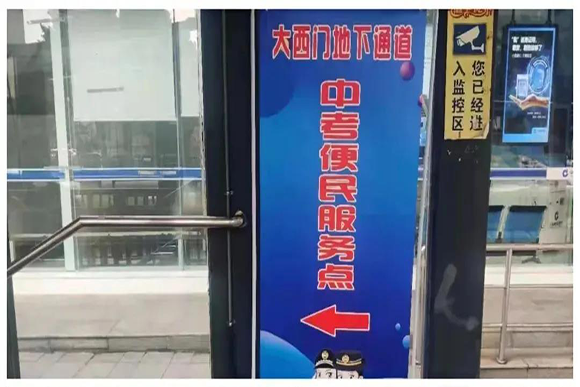 大西门地下通道
中考便民服务点
您已经进
入监控区